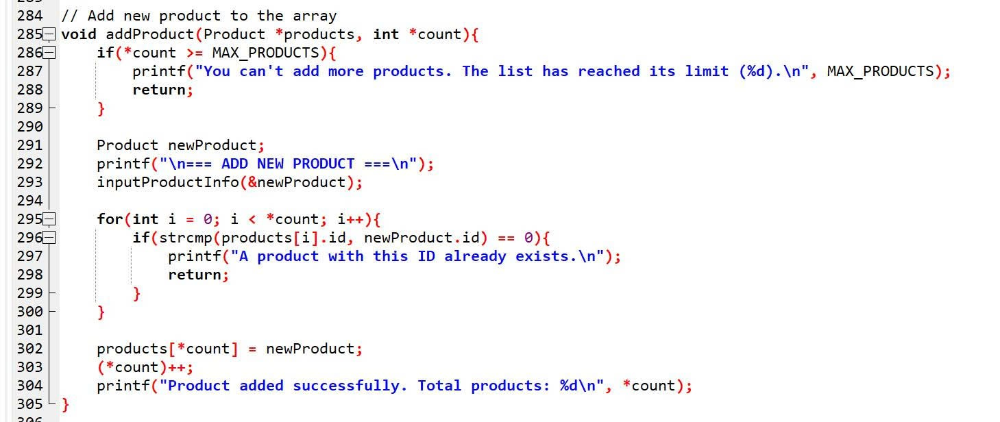 284 // Add new product to the array
285 void addProduct(Product *products, int *count){
286     if(*count >= MAX_PRODUCTS){
287         printf("You can't add more products. The list has reached its limit (%d).\n", MAX_PRODUCTS);
288         return;
289     }
290
291     Product newProduct;
292     printf("\n=== ADD NEW PRODUCT ===\n");
293     inputProductInfo(&newProduct);
294
295     for(int i = 0; i < *count; i++){
296         if(strcmp(products[i].id, newProduct.id) == 0){
297             printf("A product with this ID already exists.\n");
298             return;
299         }
300     }
301
302     products[*count] = newProduct;
303     (*count)++;
304     printf("Product added successfully. Total products: %d\n", *count);
305 }